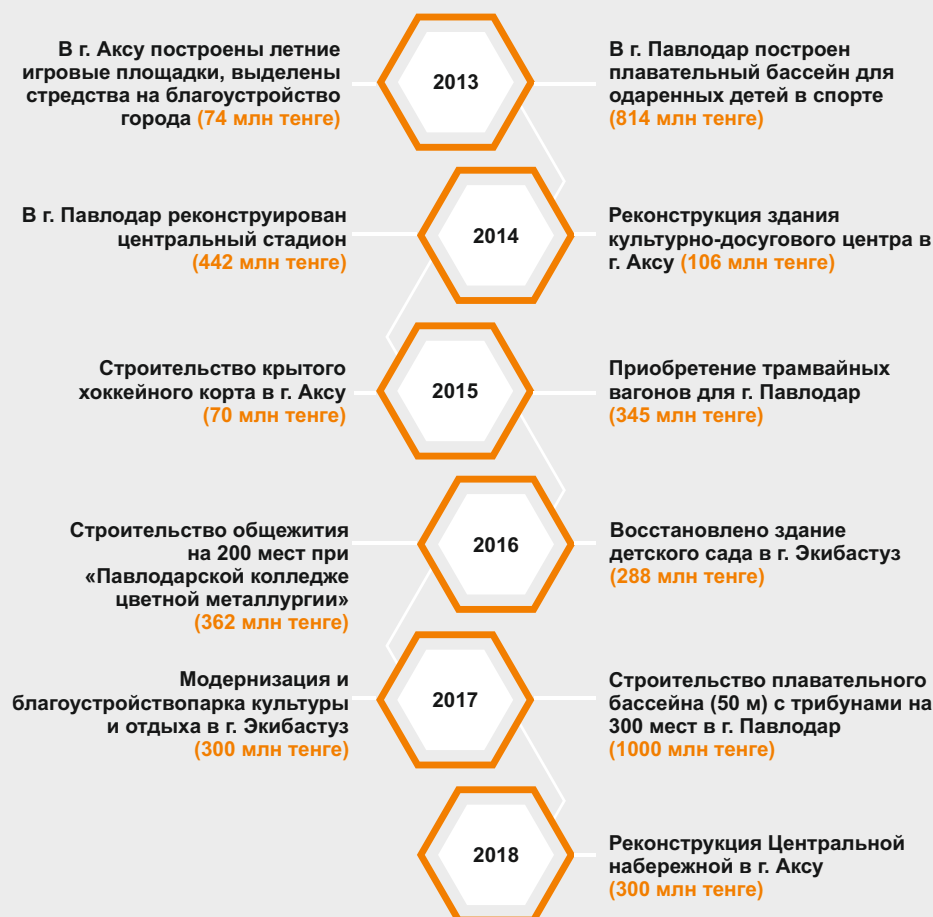 В г. Аксу построены летние
игровые площадки, выделены
стредства на благоустройство
города (74 млн тенге)
2013
В г. Павлодар построен
плавательный бассейн для
одаренных детей в спорте
(814 млн тенге)
В г. Павлодар реконструирован
центральный стадион
(442 млн тенге)
2014
Реконструкция здания
культурно-досугового центра в
г. Аксу (106 млн тенге)
Строительство крытого
хоккейного корта в г. Аксу
(70 млн тенге)
2015
Приобретение трамвайных
вагонов для г. Павлодар
(345 млн тенге)
Строительство общежития
на 200 мест при
«Павлодарской колледже
цветной металлургии»
(362 млн тенге)
2016
Восстановлено здание
детского сада в г. Экибастуз
(288 млн тенге)
Модернизация и
благоустройствопарка культуры
и отдыха в г. Экибастуз
(300 млн тенге)
2017
Строительство плавательного
бассейна (50 м) с трибунами на
300 мест в г. Павлодар
(1000 млн тенге)
2018
Реконструкция Центральной
набережной в г. Аксу
(300 млн тенге)